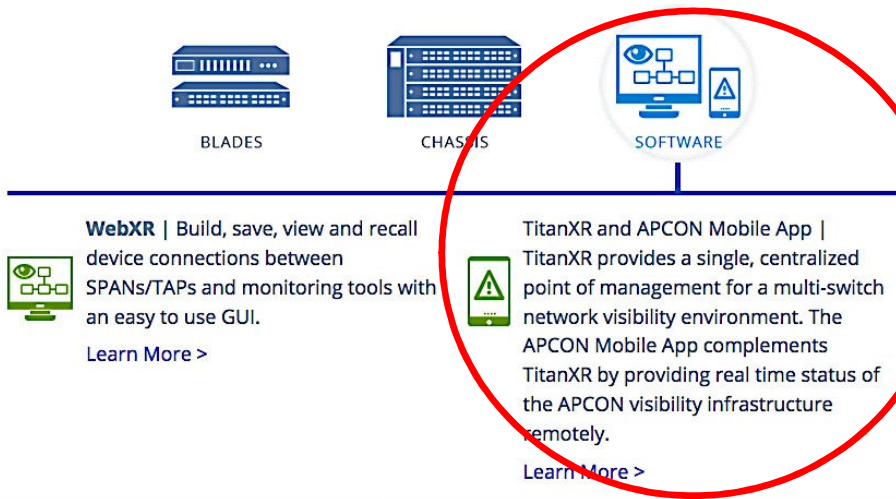 BLADES
CHASSIS
SOFTWARE
WebXR | Build, save, view and recall
device connections between
SPANs/TAPs and monitoring tools with
an easy to use GUI.
Learn More >
TitanXR and APCON Mobile App |
TitanXR provides a single, centralized
point of management for a multi-switch
network visibility environment. The
APCON Mobile App complements
TitanXR by providing real time status of
the APCON visibility infrastructure
remotely.
Learn More >